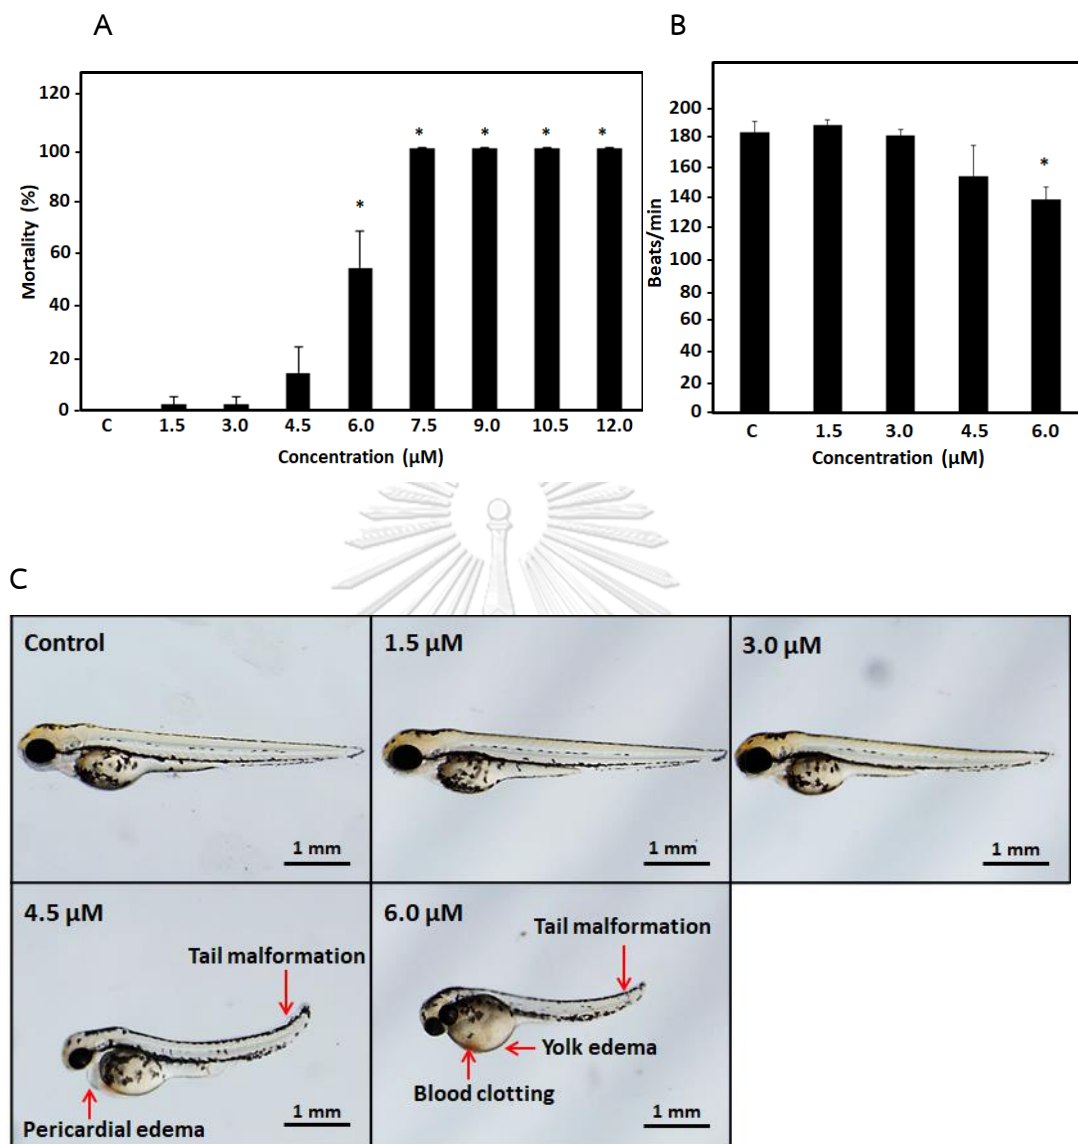 A
B
120
100
80
60
40
20
0
Mortality (%)
*
*
*
*
*
C 1.5 3.0 4.5 6.0 7.5 9.0 10.5 12.0
Concentration (µM)
200
180
160
140
120
100
80
60
40
20
0
Beats/min
*
C 1.5 3.0 4.5 6.0
Concentration (µM)
C
Control
1 mm
1.5 µM
1 mm
3.0 µM
1 mm
4.5 µM
Tail malformation
Pericardial edema
1 mm
6.0 µM
Tail malformation
Yolk edema
Blood clotting
1 mm